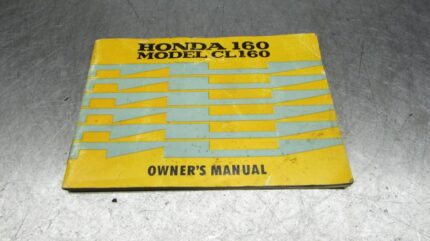 HONDA 160
MODEL CL160
OWNER'S MANUAL